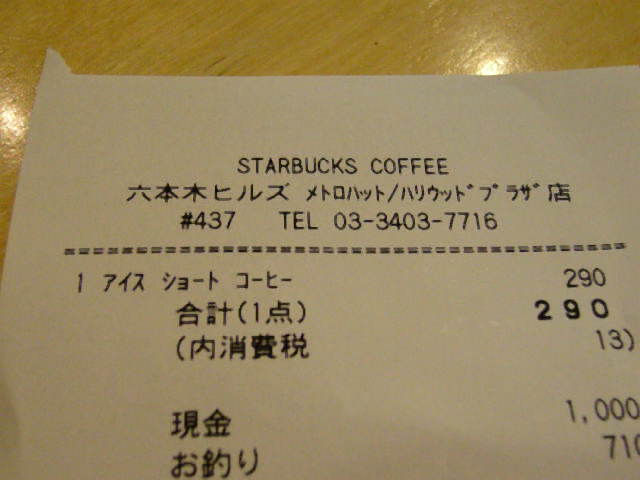 STARBUCKS COFFEE
六本木ヒルズ ﾒﾄﾛﾊｯﾄ/ﾊﾘｳｯﾄﾞﾌﾟﾗｻﾞ店
#437 TEL 03-3403-7716
1 アイス ショート コーヒー 290
合計(1点) 290
(内消費税 13)
現金 1,000
お釣り 710